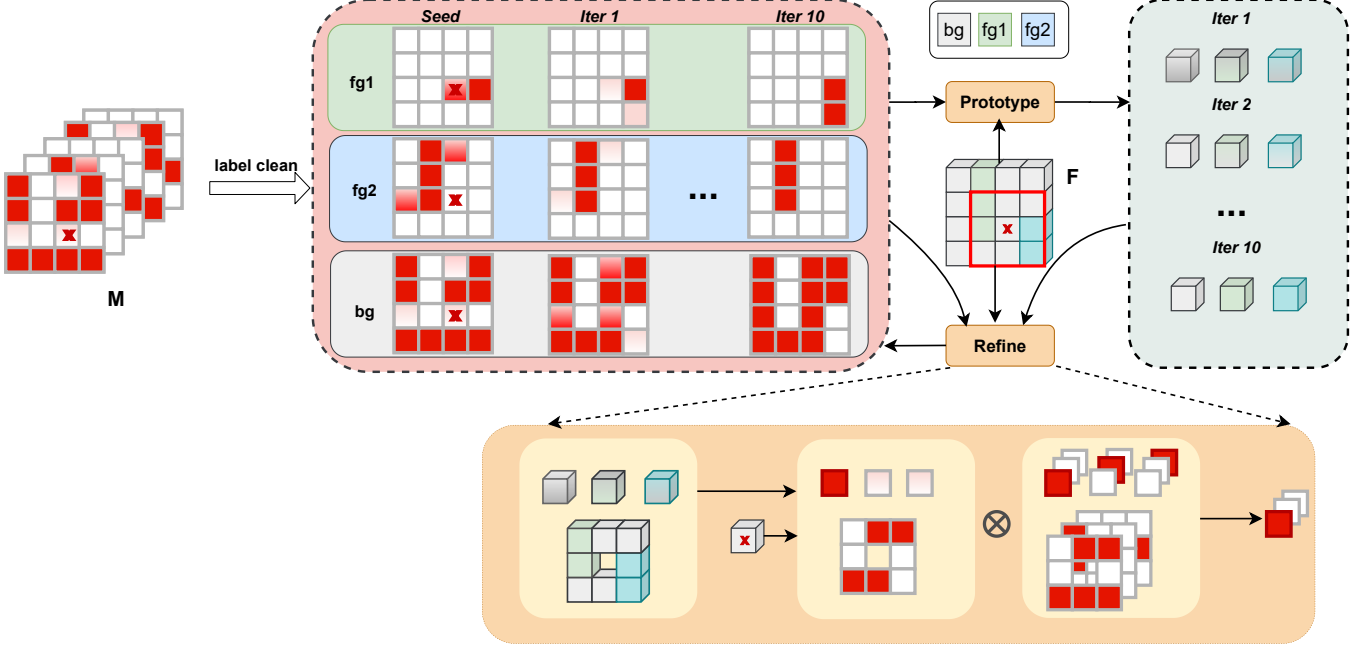 Seed Iter 1 Iter 10
fg1
fg2
...
bg
M
label clean
bg fg1 fg2
Prototype
F
x
Refine
Iter 1
Iter 2
...
Iter 10
x
x
x
x
x